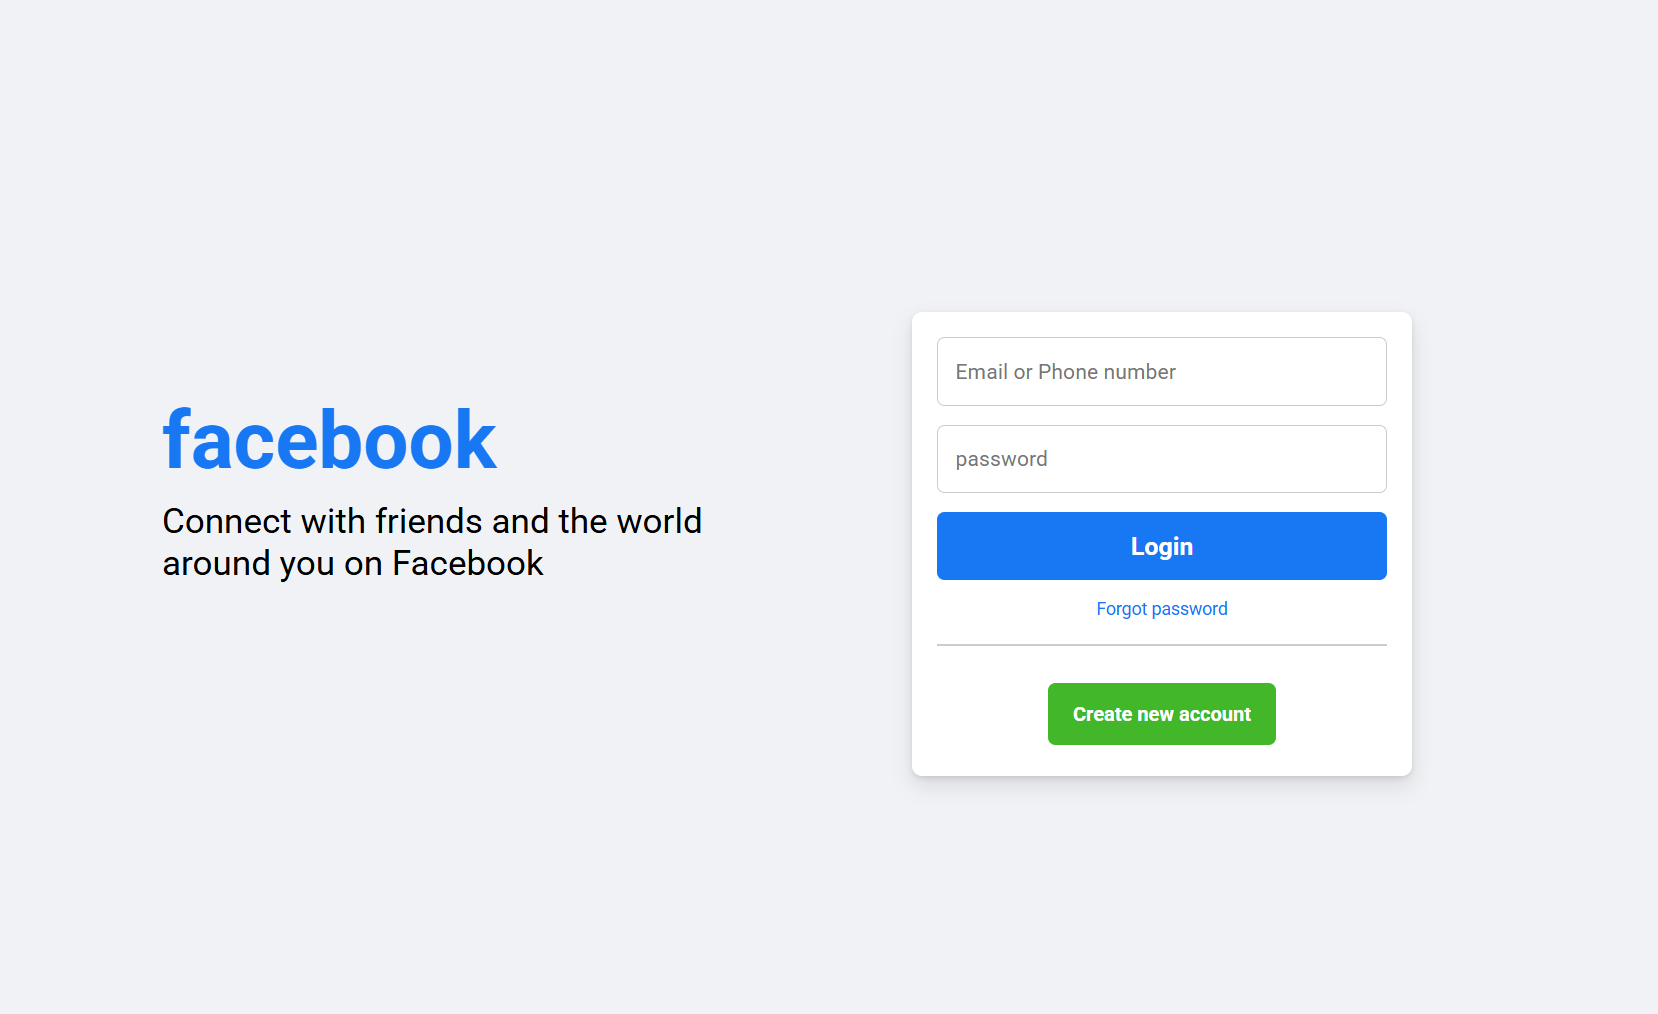 facebook
Connect with friends and the world
around you on Facebook
Email or Phone number
password
Login
Forgot password
Create new account